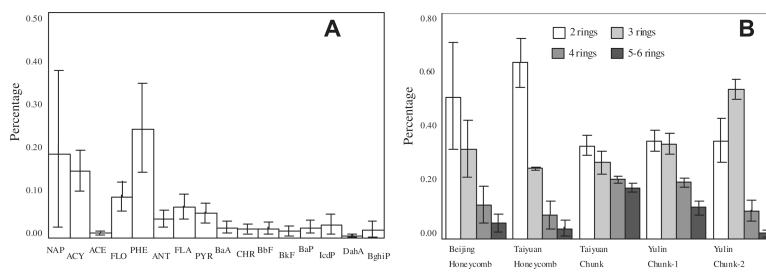 A
Percentage
0.50
0.40
0.30
0.20
0.10
0.00
NAP
ACY
ACE
FLO
PHE
ANT
FLA
PYR
BaA
CHR
BbF
BkF
BaP
IcdP
DahA
BghiP
B
Percentage
0.80
0.60
0.40
0.20
0.00
2 rings
3 rings
4 rings
5-6 rings
Beijing
Honeycomb
Taiyuan
Honeycomb
Taiyuan
Chunk
Yulin
Chunk-1
Yulin
Chunk-2